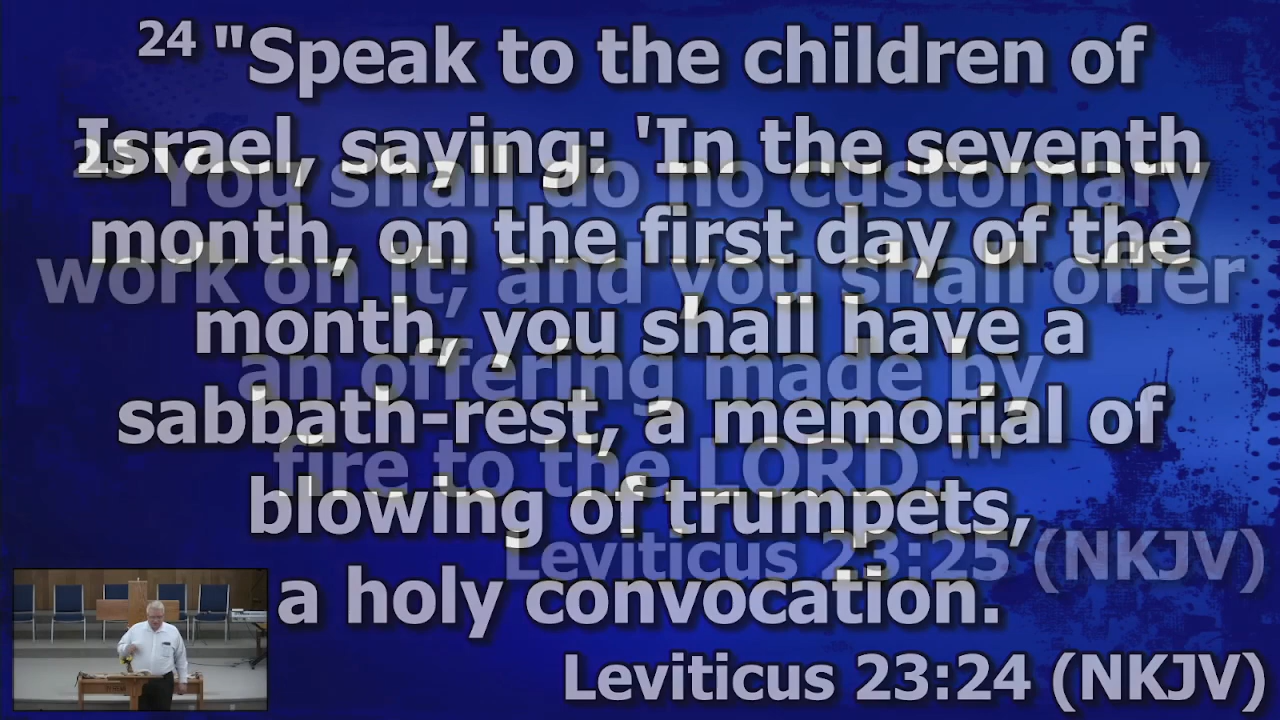 24 "Speak to the children of
Israel, saying: 'In the seventh
month, on the first day of the
month, you shall have a
sabbath-rest, a memorial of
blowing of trumpets,
a holy convocation.
Leviticus 23:24 (NKJV)
25 You shall do no customary
work on it; and you shall offer
an offering made by
fire to the LORD.'"
Leviticus 23:25 (NKJV)